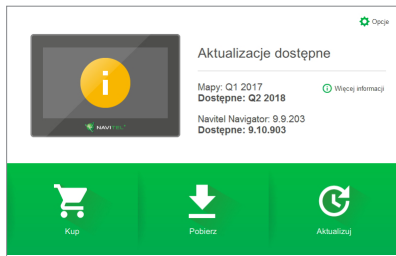 Opcje
Aktualizacje dostępne
Mapy: Q1 2017
Dostępne: Q2 2018
Więcej informacji
Navitel Navigator: 9.9.203
Dostępne: 9.10.903
NAVITEL
Kup
Pobierz
Aktualizuj